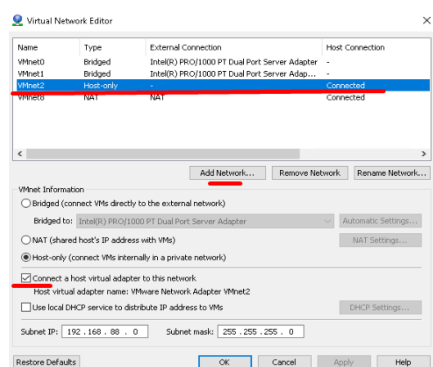 Virtual Network Editor
Name Type External Connection Host Connection
VMnet0 Bridged Intel(R) PRO/1000 PT Dual Port Server Adapter -
VMnet1 Bridged Intel(R) PRO/1000 PT Dual Port Server Adap... -
VMnet2 Host-only - Connected
VMnet8 NAT NAT Connected
Add Network... Remove Network Rename Network...
VMnet Information
Bridged (connect VMs directly to the external network)
Bridged to: Intel(R) PRO/1000 PT Dual Port Server Adapter Automatic Settings...
NAT (shared host's IP address with VMs) NAT Settings...
Host-only (connect VMs internally in a private network)
Connect a host virtual adapter to this network
Host virtual adapter name: VMware Network Adapter VMnet2
Use local DHCP service to distribute IP address to VMs DHCP Settings...
Subnet IP: 192 . 168 . 88 . 0 Subnet mask: 255 . 255 . 255 . 0
Restore Defaults OK Cancel Apply Help